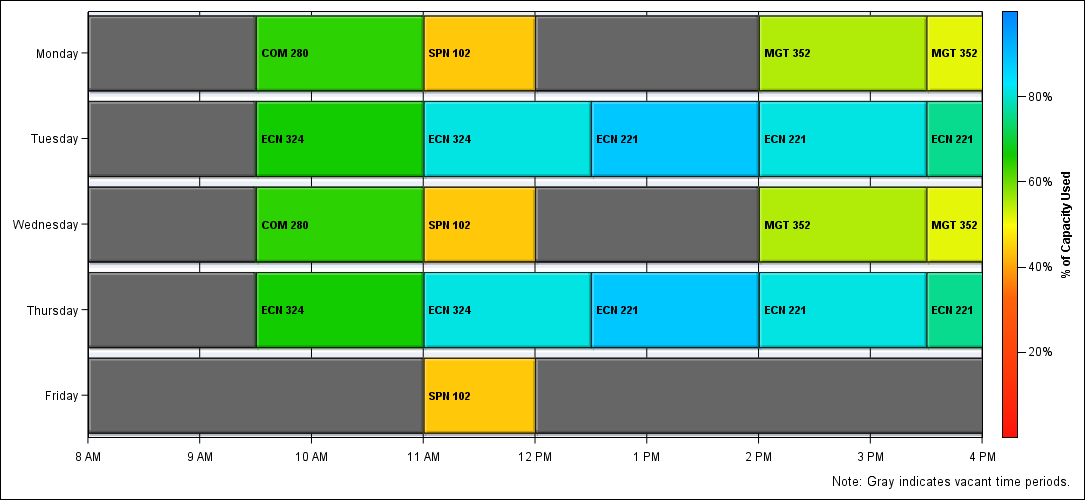 Monday
COM 280
SPN 102
MGT 352
MGT 352
Tuesday
ECN 324
ECN 324
ECN 221
ECN 221
ECN 221
Wednesday
COM 280
SPN 102
MGT 352
MGT 352
Thursday
ECN 324
ECN 324
ECN 221
ECN 221
ECN 221
Friday
SPN 102
8 AM
9 AM
10 AM
11 AM
12 PM
1 PM
2 PM
3 PM
4 PM
80%
60%
40%
20%
% of Capacity Used
Note: Gray indicates vacant time periods.